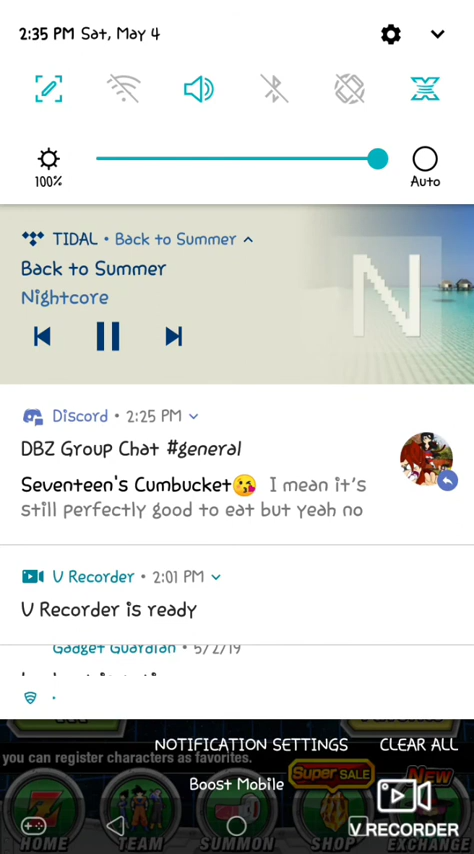 2:35 PM Sat, May 4
100%
Auto
TIDAL • Back to Summer
Back to Summer
Nightcore
N
Discord • 2:25 PM
DBZ Group Chat #general
Seventeen's Cumbucket😘 I mean it's
still perfectly good to eat but yeah no
V Recorder • 2:01 PM
V Recorder is ready
Gadget Guardian • 5/2/19
NOTIFICATION SETTINGS
CLEAR ALL
you can register characters as favorites.
Boost Mobile
Super SALE
New
V RECORDER
HOME
TEAM
SUMMON
SHOP
EXCHANGE